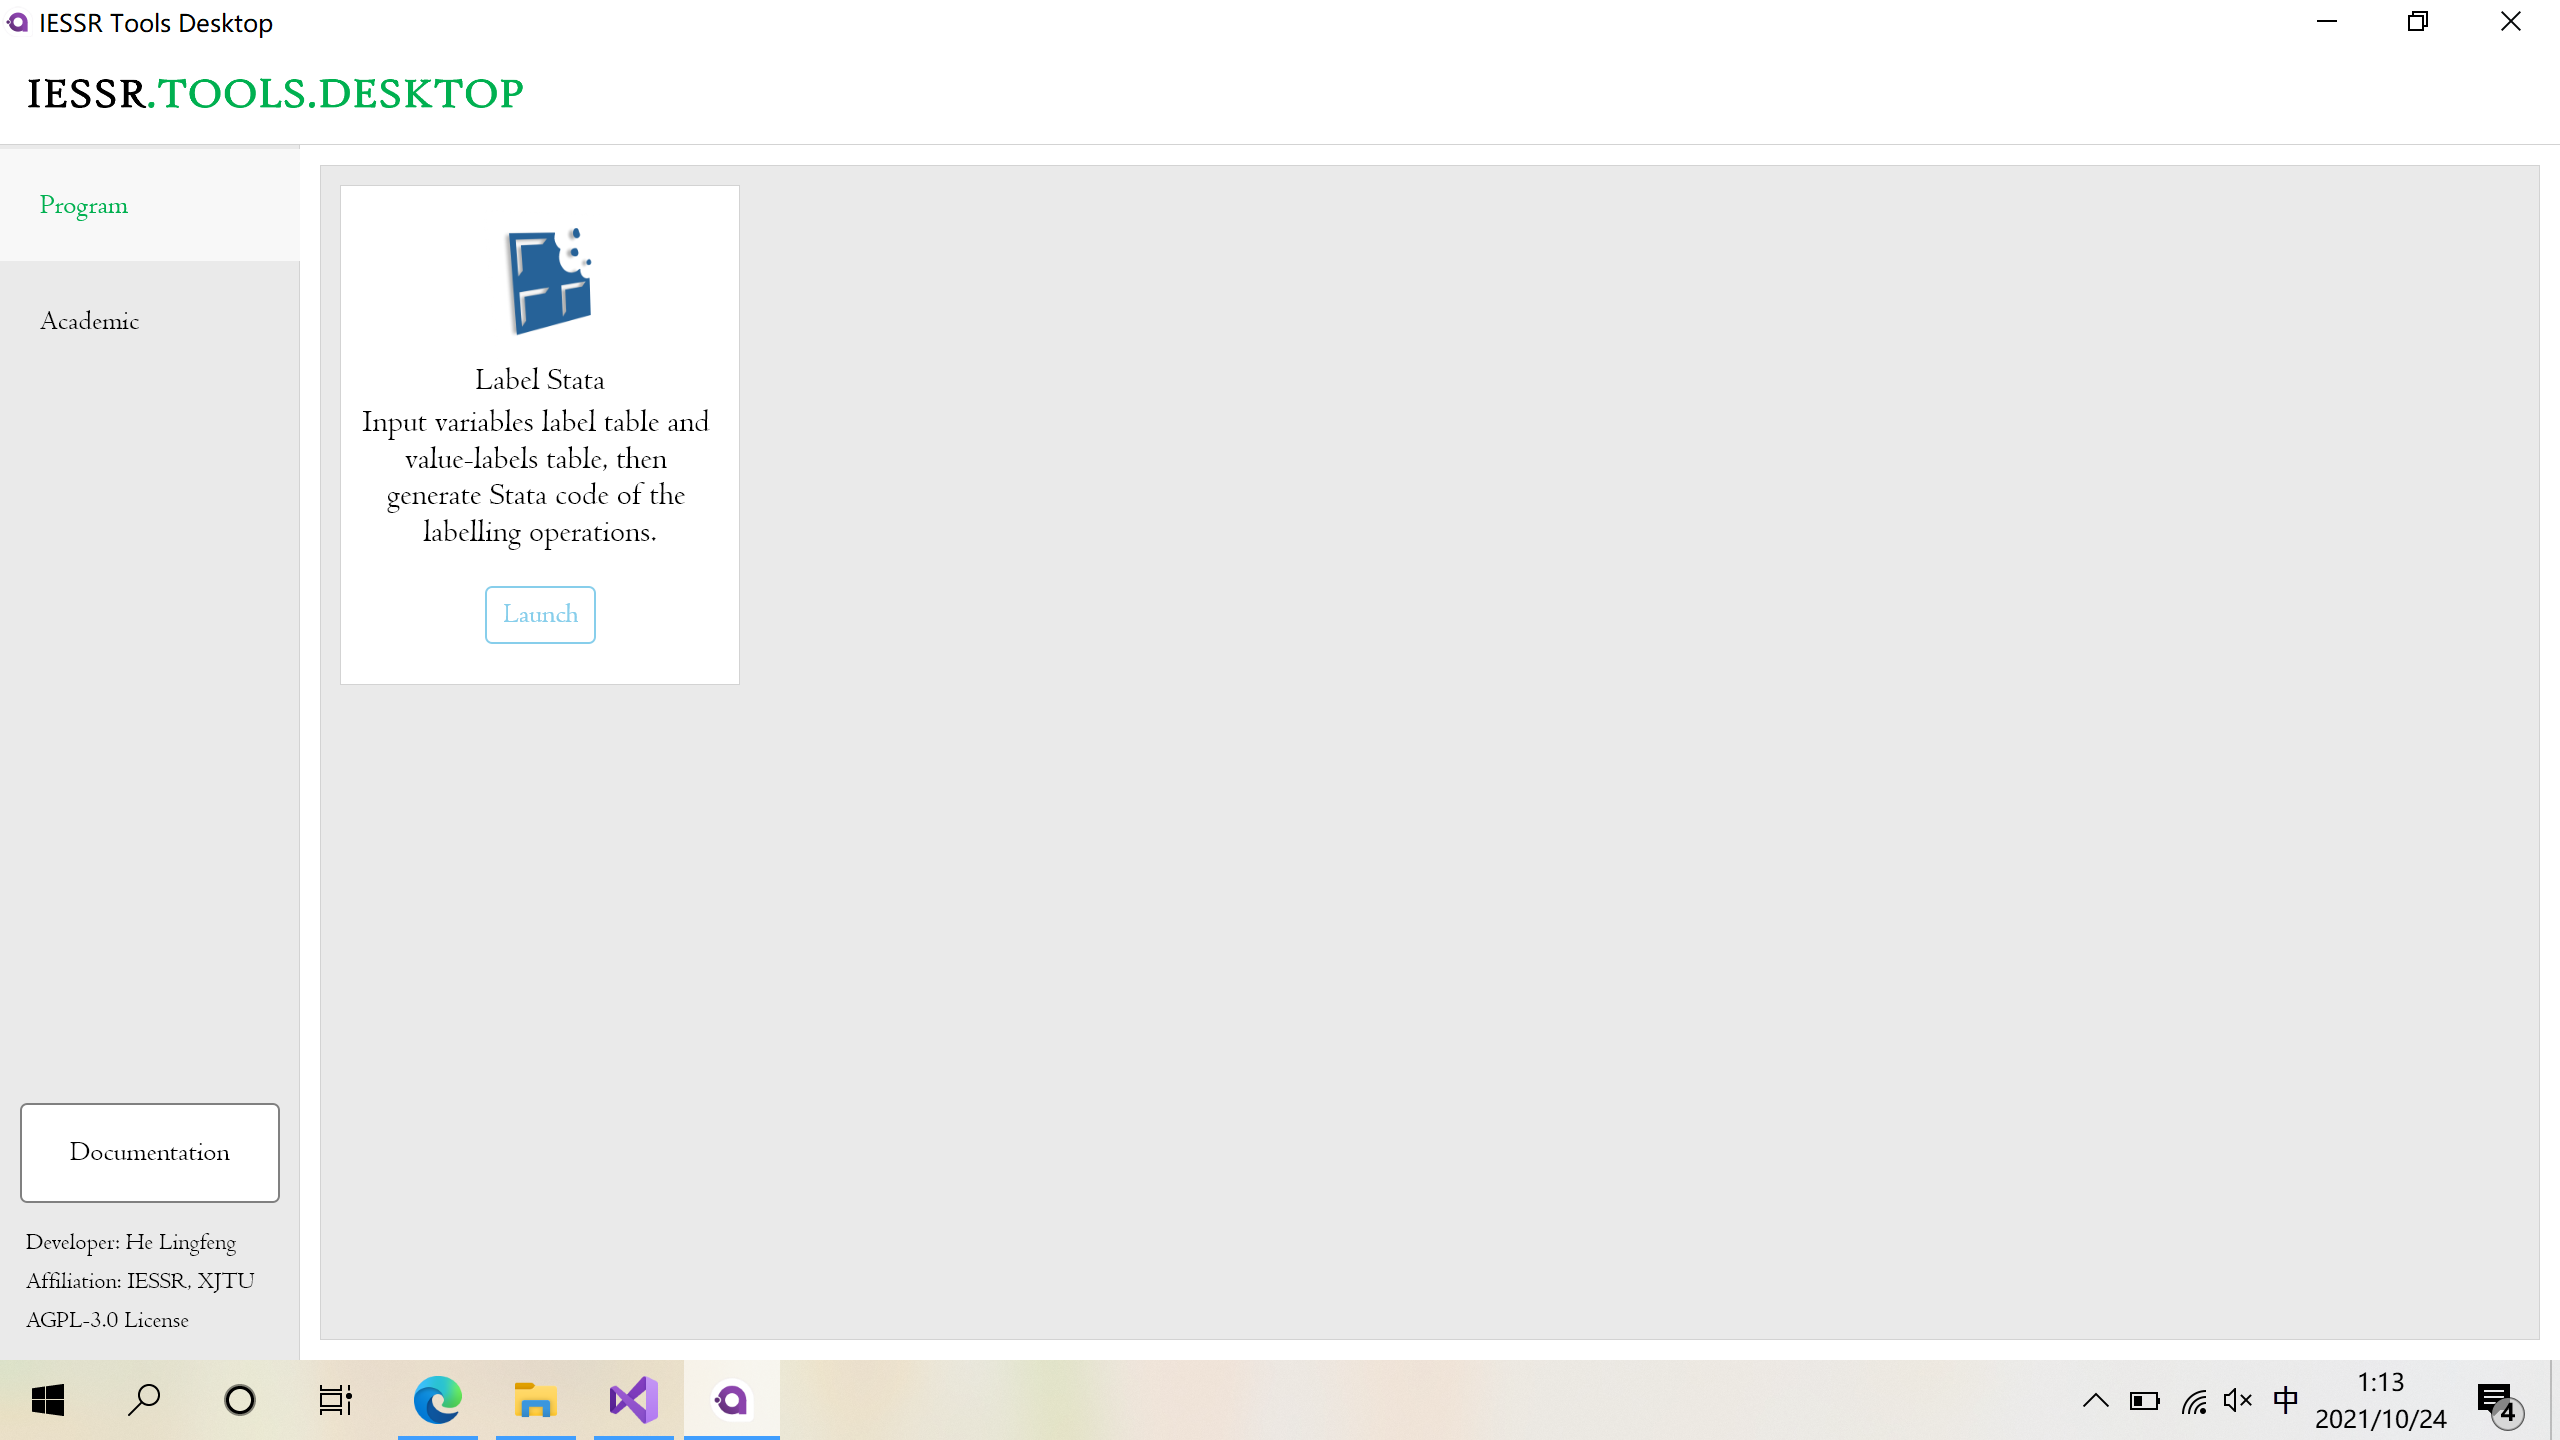 IESSR Tools Desktop
IESSR.TOOLS.DESKTOP
Program
Academic
Label Stata
Input variables label table and
value-labels table, then
generate Stata code of the
labelling operations.
Launch
Documentation
Developer: He Lingfeng
Affiliation: IESSR, XJTU
AGPL-3.0 License
中
1:13
2021/10/24
4